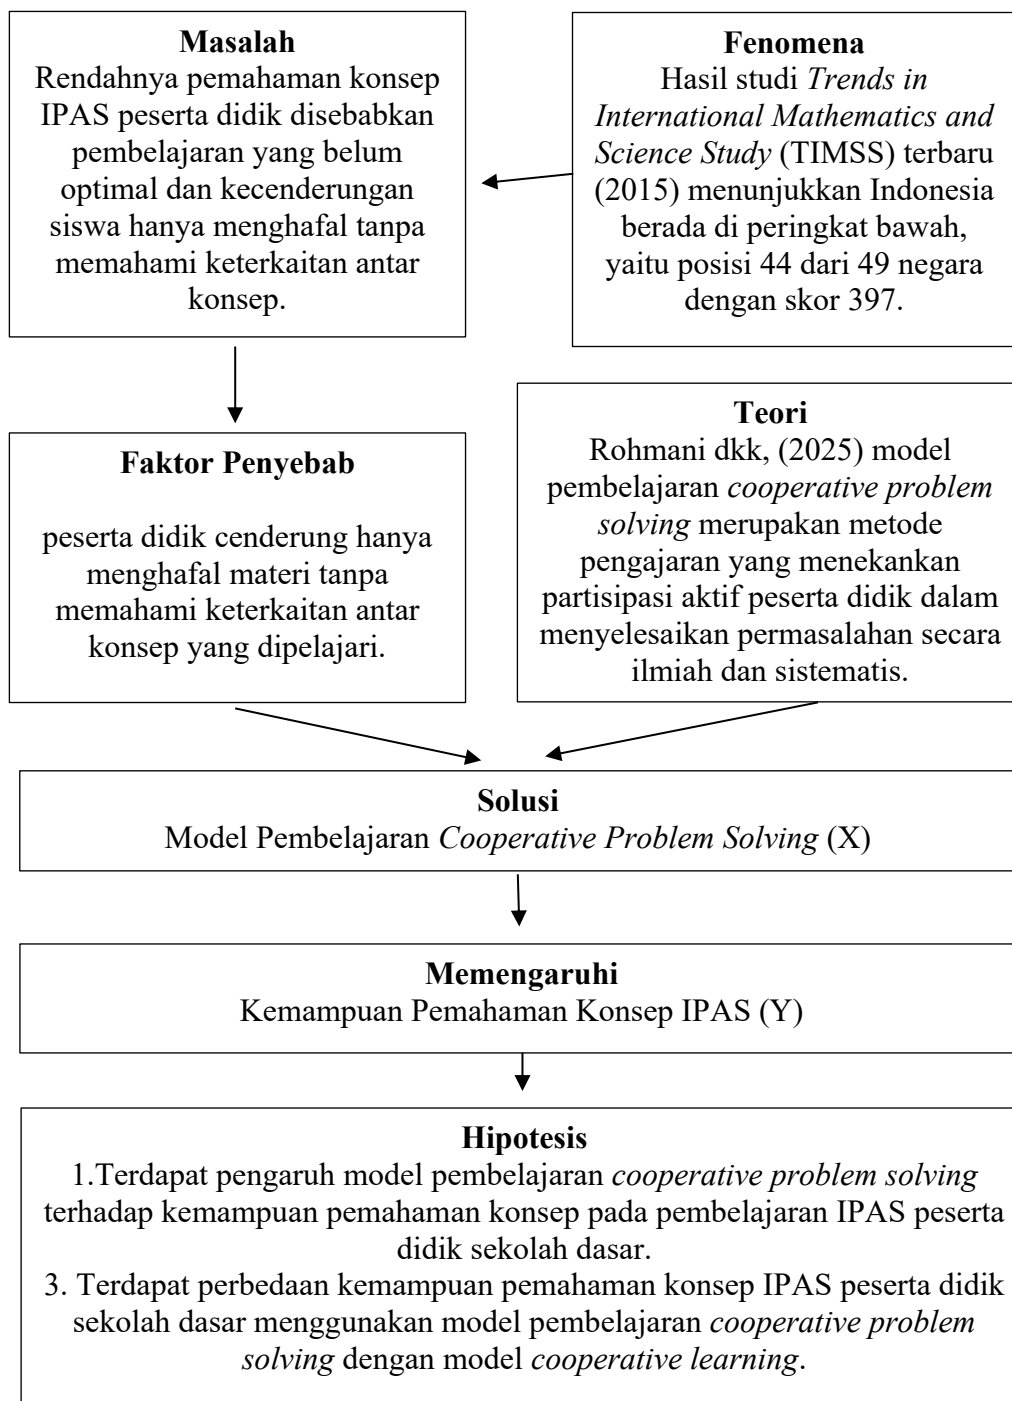 Masalah
Rendahnya pemahaman konsep
IPAS peserta didik disebabkan
pembelajaran yang belum
optimal dan kecenderungan
siswa hanya menghafal tanpa
memahami keterkaitan antar
konsep.
Fenomena
Hasil studi Trends in
International Mathematics and
Science Study (TIMSS) terbaru
(2015) menunjukkan Indonesia
berada di peringkat bawah,
yaitu posisi 44 dari 49 negara
dengan skor 397.
Faktor Penyebab
peserta didik cenderung hanya
menghafal materi tanpa
memahami keterkaitan antar
konsep yang dipelajari.
Teori
Rohmani dkk, (2025) model
pembelajaran cooperative problem
solving merupakan metode
pengajaran yang menekankan
partisipasi aktif peserta didik dalam
menyelesaikan permasalahan secara
ilmiah dan sistematis.
Solusi
Model Pembelajaran Cooperative Problem Solving (X)
Memengaruhi
Kemampuan Pemahaman Konsep IPAS (Y)
Hipotesis
1.Terdapat pengaruh model pembelajaran cooperative problem solving
terhadap kemampuan pemahaman konsep pada pembelajaran IPAS peserta
didik sekolah dasar.
3. Terdapat perbedaan kemampuan pemahaman konsep IPAS peserta didik
sekolah dasar menggunakan model pembelajaran cooperative problem
solving dengan model cooperative learning.